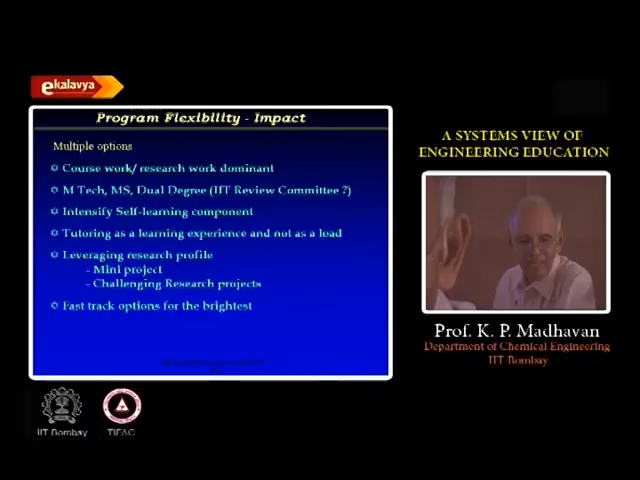 ekalavya
Program Flexibility - Impact
Multiple options
Course work/ research work dominant
M Tech, MS, Dual Degree (IIT Review Committee ?)
Intensify Self-learning component
Tutoring as a learning experience and not as a load
Leveraging research profile
- Mini project
- Challenging Research projects
Fast track options for the brightest
A SYSTEMS VIEW OF
ENGINEERING EDUCATION
Prof. K. P. Madhavan
Department of Chemical Engineering
IIT Bombay
IIT Bombay
TIFAC